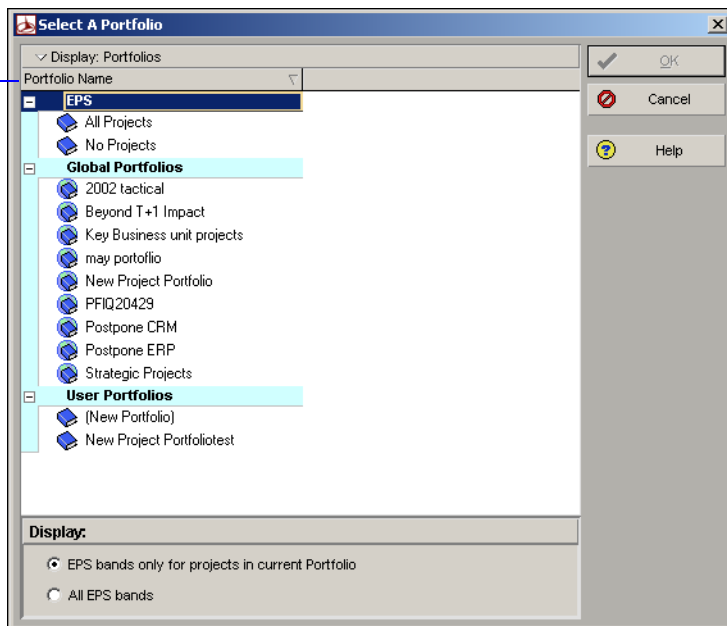 Select A Portfolio
Display: Portfolios
OK
Portfolio Name
EPS
Cancel
All Projects
No Projects
Help
Global Portfolios
2002 tactical
Beyond T+1 Impact
Key Business unit projects
may portoflio
New Project Portfolio
PFIQ20429
Postpone CRM
Postpone ERP
Strategic Projects
User Portfolios
(New Portfolio)
New Project Portfoliotest
Display:
EPS bands only for projects in current Portfolio
All EPS bands